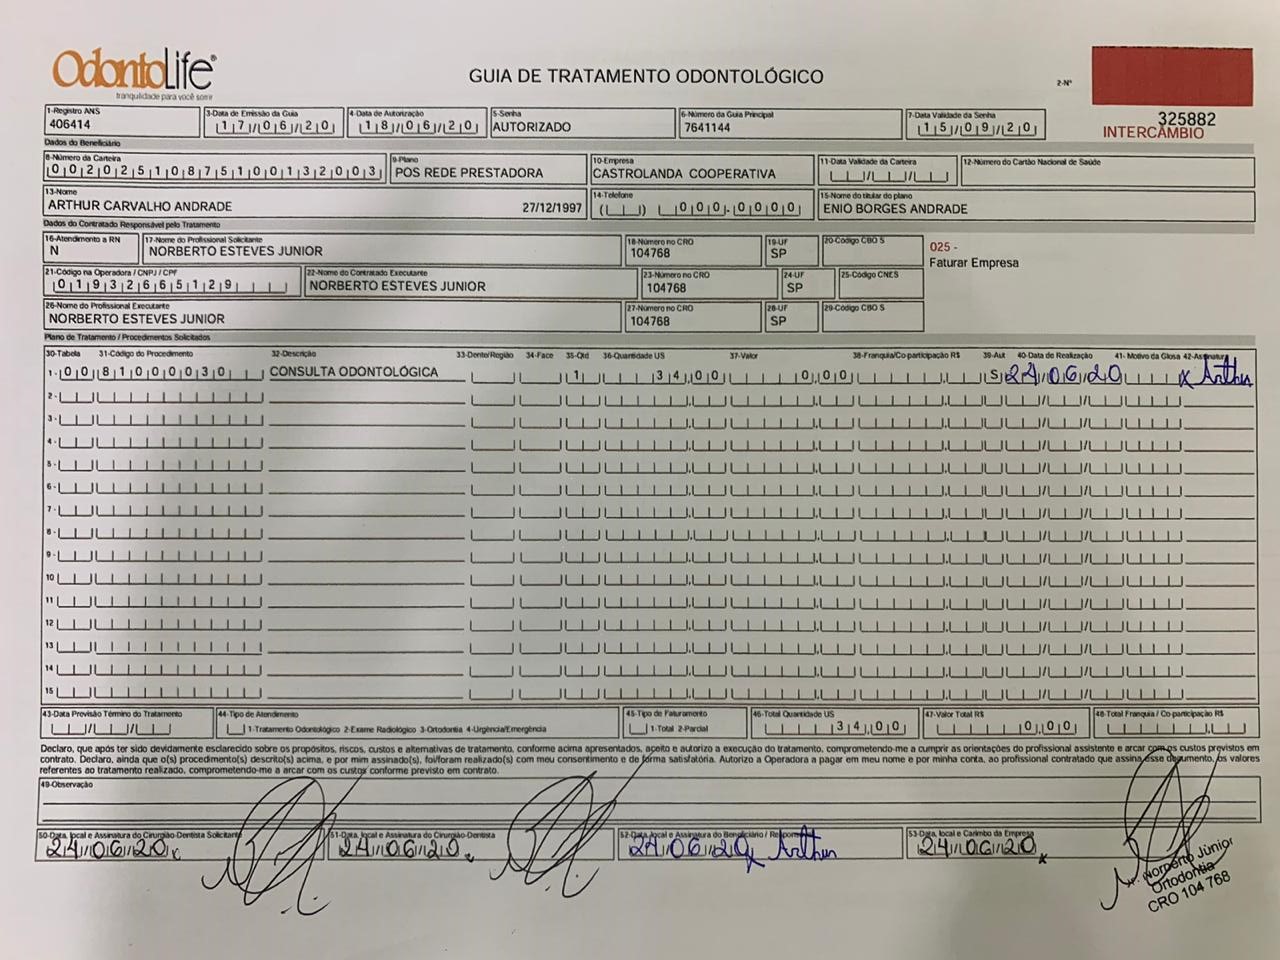 OdontoLife®
tranquilidade para você sorrir
GUIA DE TRATAMENTO ODONTOLÓGICO
2-Nº
325882
INTERCÂMBIO
1-Registro ANS
406414
3-Data de Emissão da Guia
17/06/20
4-Data de Autorização
18/06/20
5-Senha
AUTORIZADO
6-Número da Guia Principal
7641144
7-Data Validade da Senha
15/09/20
Dados do Beneficiário
8-Número da Carteira
00202510875100132003
9-Plano
POS REDE PRESTADORA
10-Empresa
CASTROLANDA COOPERATIVA
11-Data Validade da Carteira
12-Número do Cartão Nacional de Saúde
13-Nome
ARTHUR CARVALHO ANDRADE 27/12/1997
14-Telefone
( ) 000-0000
15-Nome do titular do plano
ENIO BORGES ANDRADE
Dados do Contratado Responsável pelo Tratamento
16-Atendimento a RN
N
17-Nome do Profissional Solicitante
NORBERTO ESTEVES JUNIOR
18-Número no CRO
104768
19-UF
SP
20-Código CBO S
025 -
Faturar Empresa
21-Código na Operadora / CNPJ / CPF
01932665129
22-Nome do Contratado Executante
NORBERTO ESTEVES JUNIOR
23-Número no CRO
104768
24-UF
SP
25-Código CNES
26-Nome do Profissional Executante
NORBERTO ESTEVES JUNIOR
27-Número no CRO
104768
28-UF
SP
29-Código CBO S
Plano de Tratamento / Procedimentos Solicitados
30-Tabela 31-Código do Procedimento 32-Descrição 33-Dente/Região 34-Face 35-Qtd 36-Quantidade US 37-Valor 38-Franquia/Co-participação R$ 39-Aut 40-Data de Realização 41- Motivo da Glosa 42-Assinatura
1- 00 81000030 CONSULTA ODONTOLÓGICA 1 34,00 0,00 S 24/06/20 x Arthur
2-
3-
4-
5-
6-
7-
8-
9-
10
11
12
13
14
15
43-Data Previsão Término do Tratamento
44-Tipo de Atendimento
1-Tratamento Odontológico 2-Exame Radiológico 3-Ortodontia 4-Urgência/Emergência
45-Tipo de Faturamento
1-Total 2-Parcial
46-Total Quantidade US
34,00
47-Valor Total R$
0,00
48-Total Franquia / Co-participação R$
Declaro, que após ter sido devidamente esclarecido sobre os propósitos, riscos, custos e alternativas de tratamento, conforme acima apresentados, aceito e autorizo a execução do tratamento, comprometendo-me a cumprir as orientações do profissional assistente e arcar com os custos previstos em
contrato. Declaro, ainda que o(s) procedimento(s) descrito(s) acima, e por mim assinado(s), foi/foram realizado(s) com meu consentimento e de forma satisfatória. Autorizo a Operadora a pagar em meu nome e por minha conta, ao profissional contratado que assina esse documento, os valores
referentes ao tratamento realizado, comprometendo-me a arcar com os custos conforme previsto em contrato.
49-Observação
50-Data, local e Assinatura do Cirurgião-Dentista Solicitante
24/06/20
51-Data, local e Assinatura do Cirurgião-Dentista
24/06/20
52-Data, local e Assinatura do Beneficiário / Responsável
24/06/20 x Arthur
53-Data, local e Carimbo da Empresa
24/06/20 x
Norberto Júnior
Ortodontia
CRO 104 768